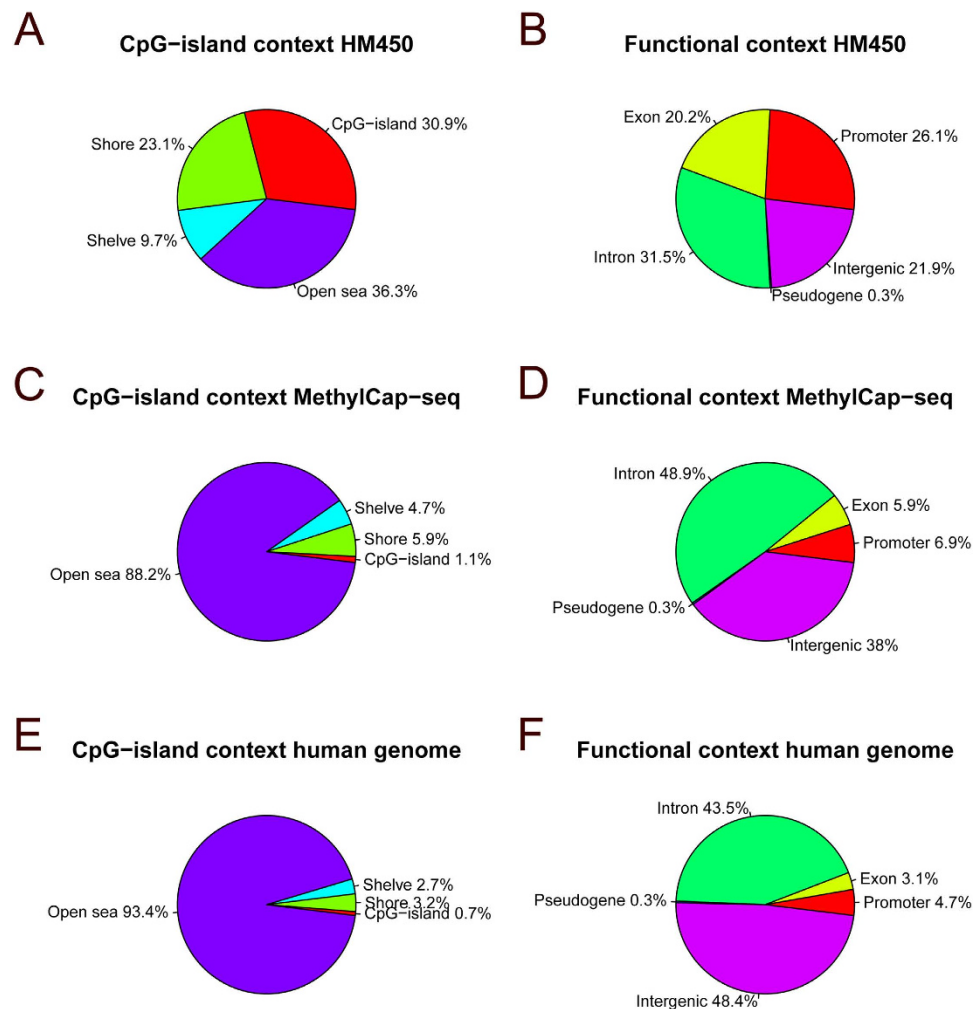 A
CpG−island context HM450
CpG−island 30.9%
Shore 23.1%
Shelve 9.7%
Open sea 36.3%
B
Functional context HM450
Exon 20.2%
Promoter 26.1%
Intron 31.5%
Intergenic 21.9%
Pseudogene 0.3%
C
CpG−island context MethylCap−seq
Shelve 4.7%
Shore 5.9%
CpG−island 1.1%
Open sea 88.2%
D
Functional context MethylCap−seq
Intron 48.9%
Exon 5.9%
Promoter 6.9%
Pseudogene 0.3%
Intergenic 38%
E
CpG−island context human genome
Shelve 2.7%
Shore 3.2%
CpG−island 0.7%
Open sea 93.4%
F
Functional context human genome
Intron 43.5%
Exon 3.1%
Pseudogene 0.3%
Promoter 4.7%
Intergenic 48.4%